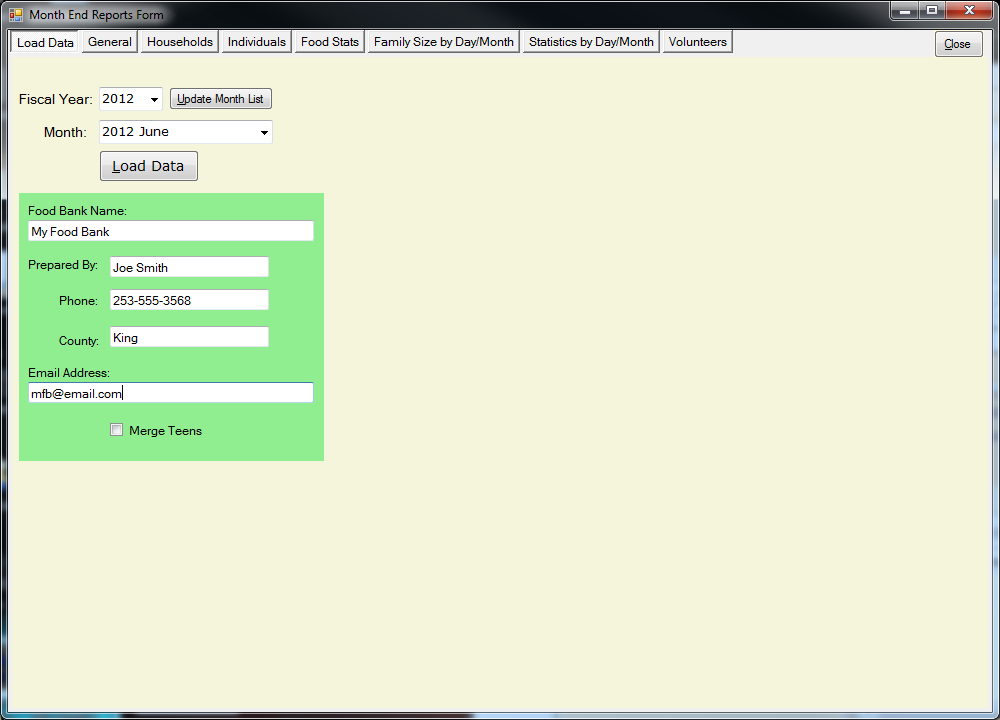 Month End Reports Form
Load Data General Households Individuals Food Stats Family Size by Day/Month Statistics by Day/Month Volunteers Close
Fiscal Year: 2012 Update Month List
Month: 2012 June
Load Data
Food Bank Name:
My Food Bank
Prepared By: Joe Smith
Phone: 253-555-3568
County: King
Email Address:
mfb@email.com
Merge Teens